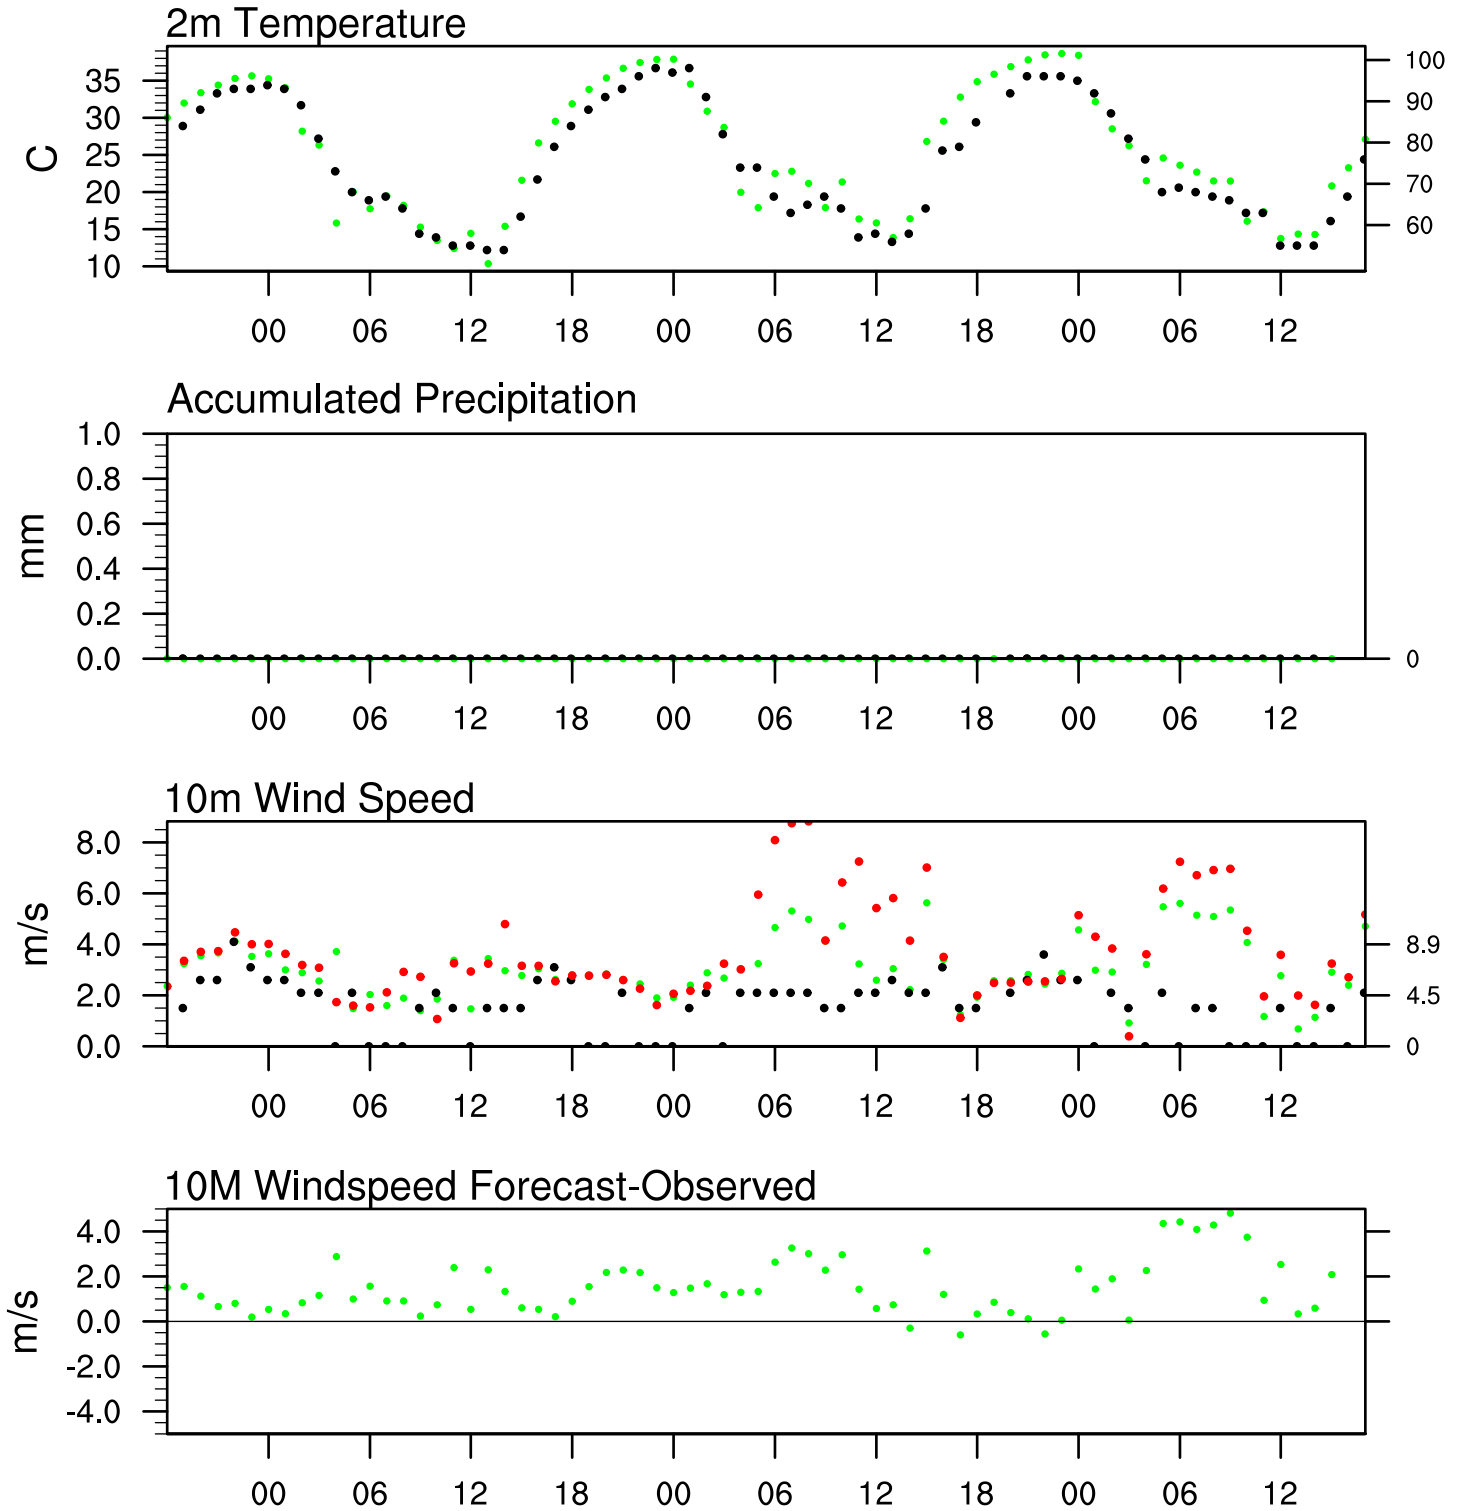 2m Temperature
C
35
30
25
20
15
10
100
90
80
70
60
00 06 12 18 00 06 12 18 00 06 12
Accumulated Precipitation
mm
1.0
0.8
0.6
0.4
0.2
0.0
0
00 06 12 18 00 06 12 18 00 06 12
10m Wind Speed
m/s
8.0
6.0
4.0
2.0
0.0
8.9
4.5
0
00 06 12 18 00 06 12 18 00 06 12
10M Windspeed Forecast-Observed
m/s
4.0
2.0
0.0
-2.0
-4.0
00 06 12 18 00 06 12 18 00 06 12